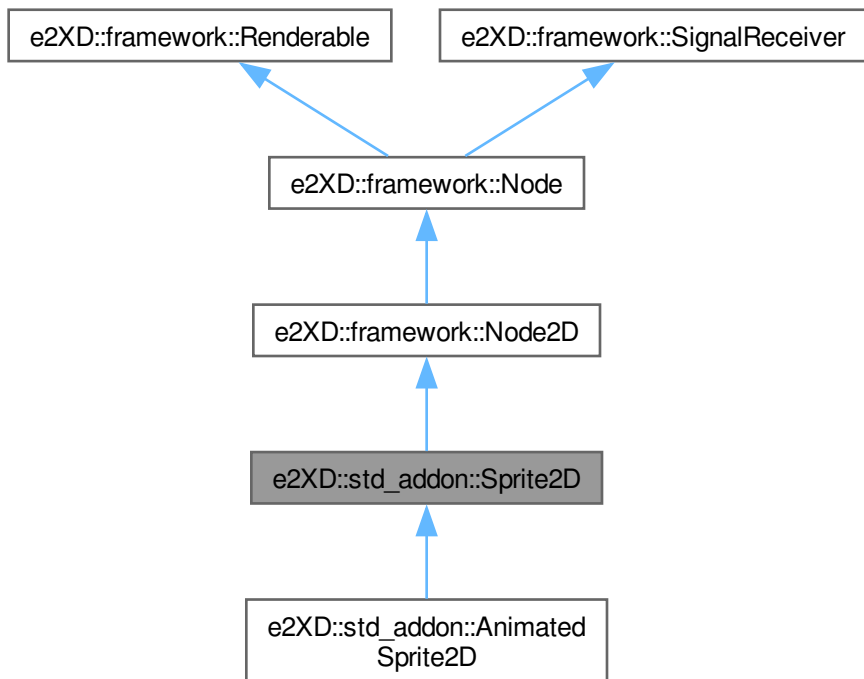 e2XD::framework::Renderable
e2XD::framework::SignalReceiver
e2XD::framework::Node
e2XD::framework::Node2D
e2XD::std_addon::Sprite2D
e2XD::std_addon::Animated
Sprite2D